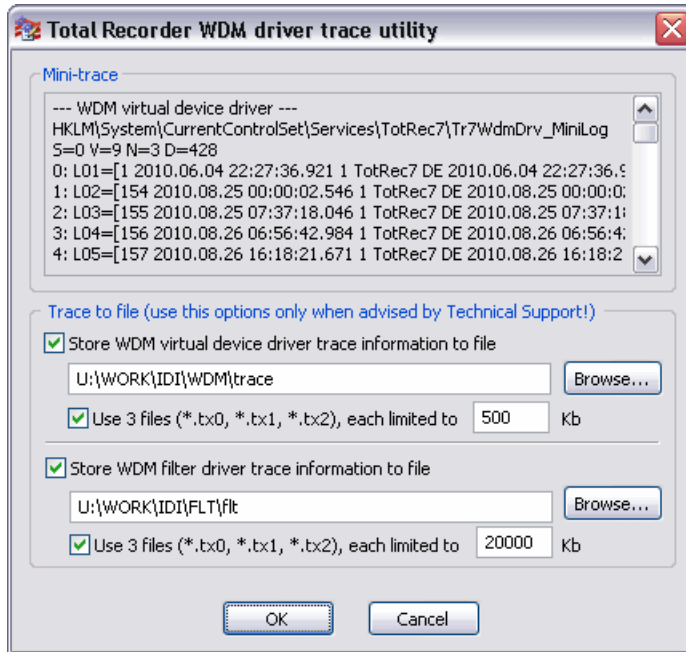 Total Recorder WDM driver trace utility
Mini-trace
--- WDM virtual device driver ---
HKLM\System\CurrentControlSet\Services\TotRec7\Tr7WdmDrv_MiniLog
S=0 V=9 N=3 D=428
0: L01=[1 2010.06.04 22:27:36.921 1 TotRec7 DE 2010.06.04 22:27:36.9
1: L02=[154 2010.08.25 00:00:02.546 1 TotRec7 DE 2010.08.25 00:00:0
2: L03=[155 2010.08.25 07:37:18.046 1 TotRec7 DE 2010.08.25 07:37:1
3: L04=[156 2010.08.26 06:56:42.984 1 TotRec7 DE 2010.08.26 06:56:4
4: L05=[157 2010.08.26 16:18:21.671 1 TotRec7 DE 2010.08.26 16:18:2
Trace to file (use this options only when advised by Technical Support!)
Store WDM virtual device driver trace information to file
U:\WORK\IDI\WDM\trace Browse...
Use 3 files (*.tx0, *.tx1, *.tx2), each limited to 500 Kb
Store WDM filter driver trace information to file
U:\WORK\IDI\FLT\flt Browse...
Use 3 files (*.tx0, *.tx1, *.tx2), each limited to 20000 Kb
OK Cancel